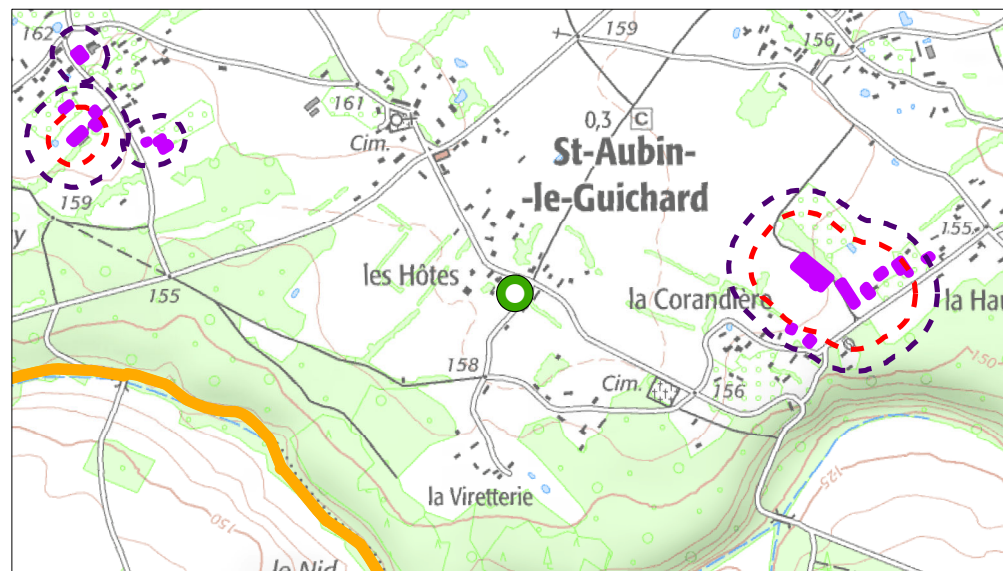 162
159
156
161
Cim.
0,3 C
St-Aubin-
-le-Guichard
159
y
155
les Hôtes
155
la Corandière
la Hau
158
150
Cim.
156
la Viretterie
125
150
le Nid